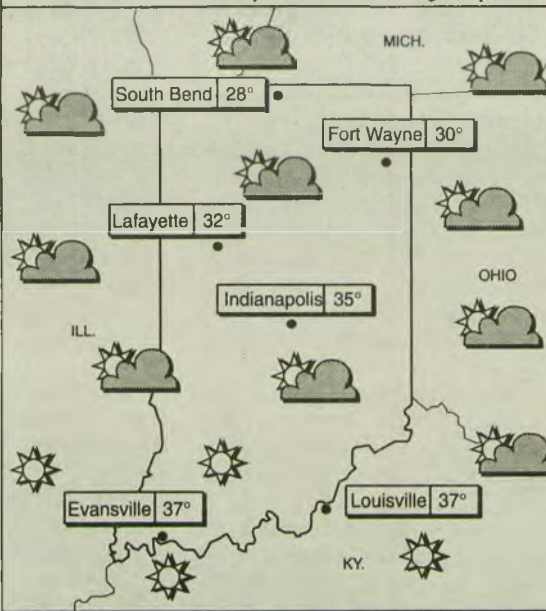 MICH.
South Bend 28°
Fort Wayne 30°
Lafayette 32°
OHIO
Indianapolis 35°
ILL.
Evansville 37°
Louisville 37°
KY.